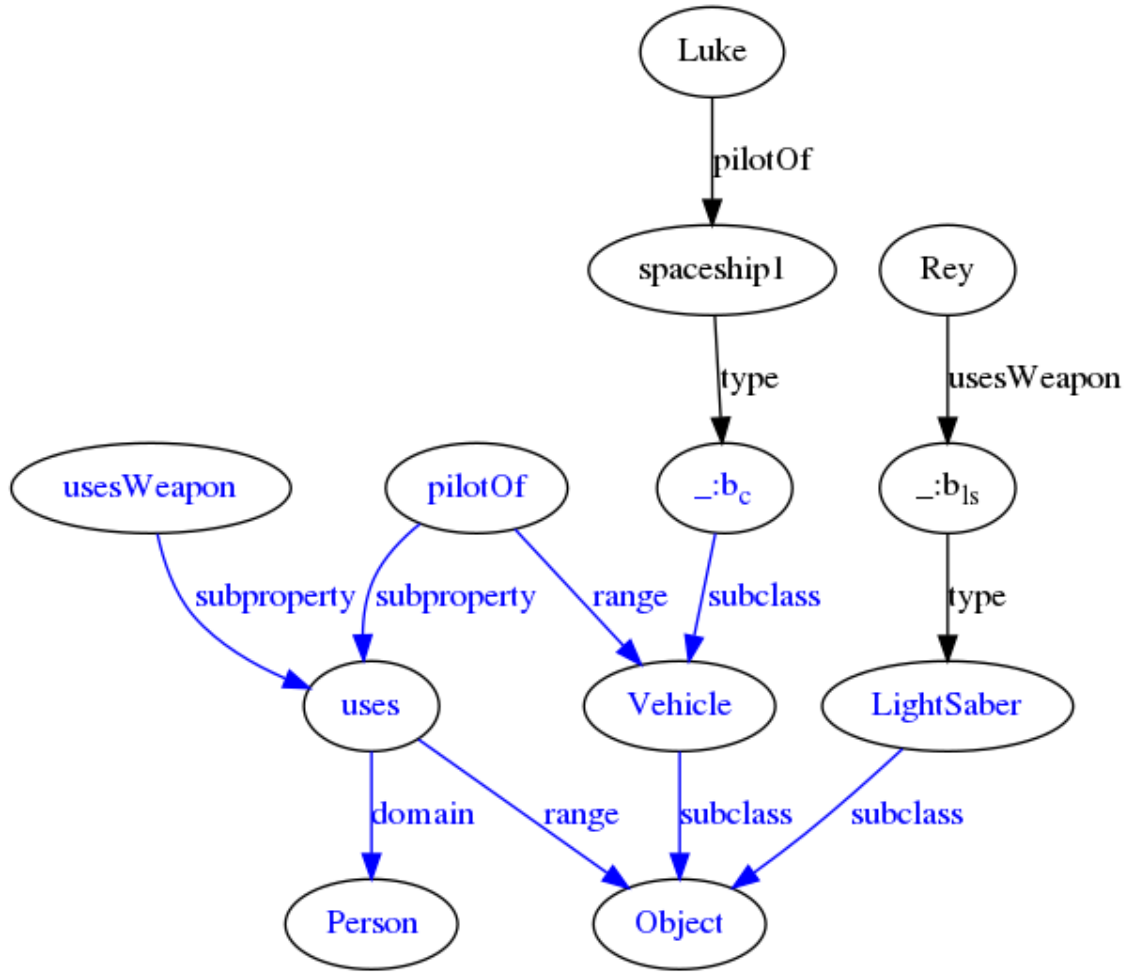 Luke
pilotOf
spaceship1
Rey
type
usesWeapon
usesWeapon
pilotOf
_:bc
_:bls
subproperty
subproperty
range
subclass
type
uses
Vehicle
LightSaber
domain
range
subclass
subclass
Person
Object